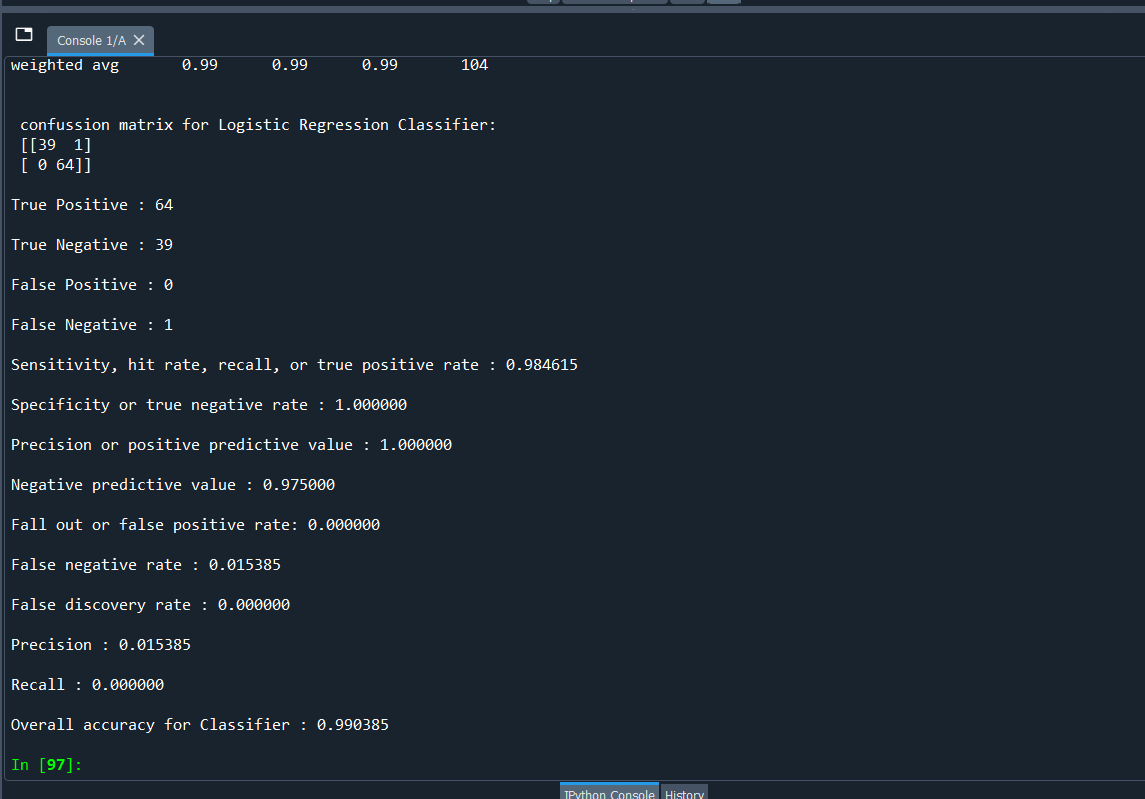 Console 1/A
weighted avg 0.99 0.99 0.99 104
confussion matrix for Logistic Regression Classifier:
[[39 1]
[ 0 64]]
True Positive : 64
True Negative : 39
False Positive : 0
False Negative : 1
Sensitivity, hit rate, recall, or true positive rate : 0.984615
Specificity or true negative rate : 1.000000
Precision or positive predictive value : 1.000000
Negative predictive value : 0.975000
Fall out or false positive rate: 0.000000
False negative rate : 0.015385
False discovery rate : 0.000000
Precision : 0.015385
Recall : 0.000000
Overall accuracy for Classifier : 0.990385
In [97]:
IPython Console History